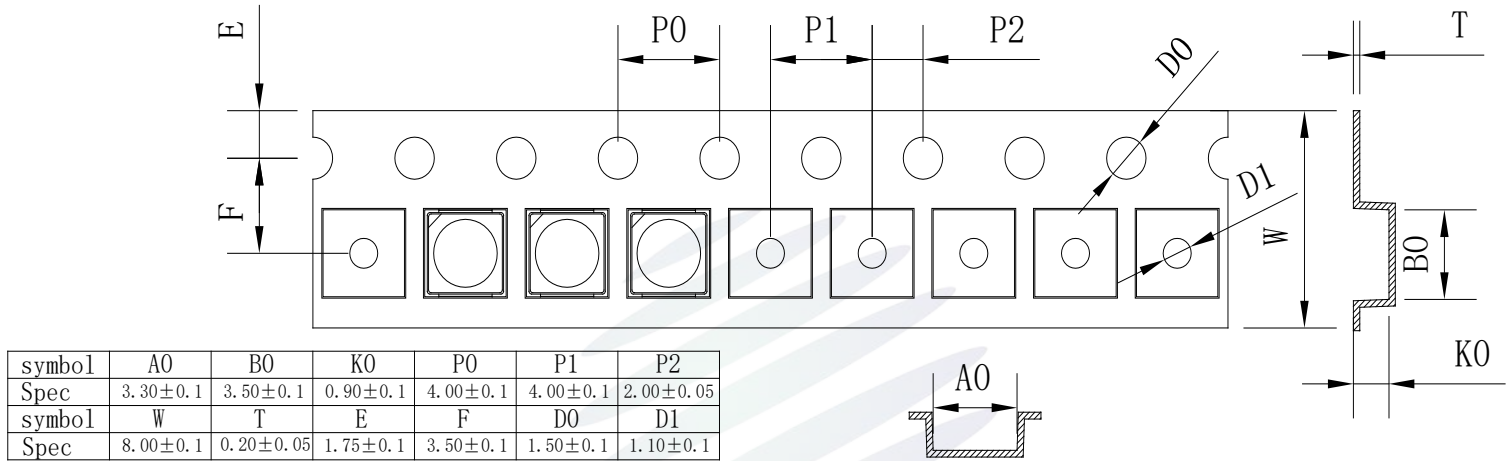 E
P0
P1
P2
T
D0
D1
F
W
B0
K0
A0
symbol A0 B0 K0 P0 P1 P2
Spec 3.30±0.1 3.50±0.1 0.90±0.1 4.00±0.1 4.00±0.1 2.00±0.05
symbol W T E F D0 D1
Spec 8.00±0.1 0.20±0.05 1.75±0.1 3.50±0.1 1.50±0.1 1.10±0.1